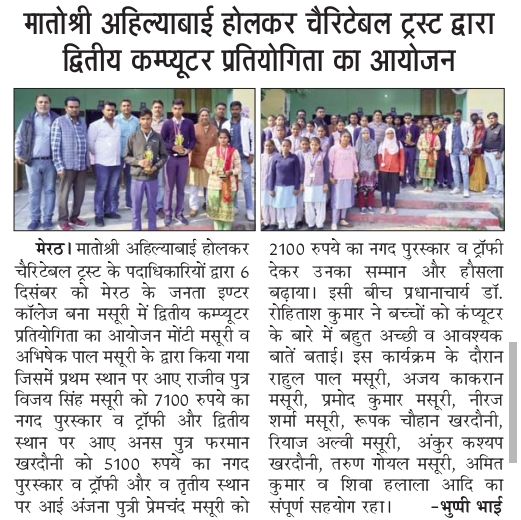 मातोश्री अहिल्याबाई होलकर चैरिटेबल ट्रस्ट द्वारा
द्वितीय कम्प्यूटर प्रतियोगिता का आयोजन
मेरठ। मातोश्री अहिल्याबाई होलकर
चैरिटेबल ट्रस्ट के पदाधिकारियों द्वारा 6
दिसंबर को मेरठ के जनता इण्टर
कॉलेज बना मसूरी में द्वितीय कम्प्यूटर
प्रतियोगिता का आयोजन मोंटी मसूरी व
अभिषेक पाल मसूरी के द्वारा किया गया
जिसमें प्रथम स्थान पर आए राजीव पुत्र
विजय सिंह मसूरी को 7100 रुपये का
नगद पुरस्कार व ट्रॉफी और द्वितीय
स्थान पर आए अनस पुत्र फरमान
खरदौनी को 5100 रुपये का नगद
पुरस्कार व ट्रॉफी और व तृतीय स्थान
पर आई अंजना पुत्री प्रेमचंद मसूरी को
2100 रुपये का नगद पुरस्कार व ट्रॉफी
देकर उनका सम्मान और हौसला
बढ़ाया। इसी बीच प्रधानाचार्य डॉ.
रोहिताश कुमार ने बच्चों को कंप्यूटर
के बारे में बहुत अच्छी व आवश्यक
बातें बताई। इस कार्यक्रम के दौरान
राहुल पाल मसूरी, अजय काकरान
मसूरी, प्रमोद कुमार मसूरी, नीरज
शर्मा मसूरी, रूपक चौहान खरदौनी,
रियाज अल्वी मसूरी, अंकुर कश्यप
खरदौनी, तरुण गोयल मसूरी, अमित
कुमार व शिवा हलाला आदि का
संपूर्ण सहयोग रहा। -भुप्पी भाई